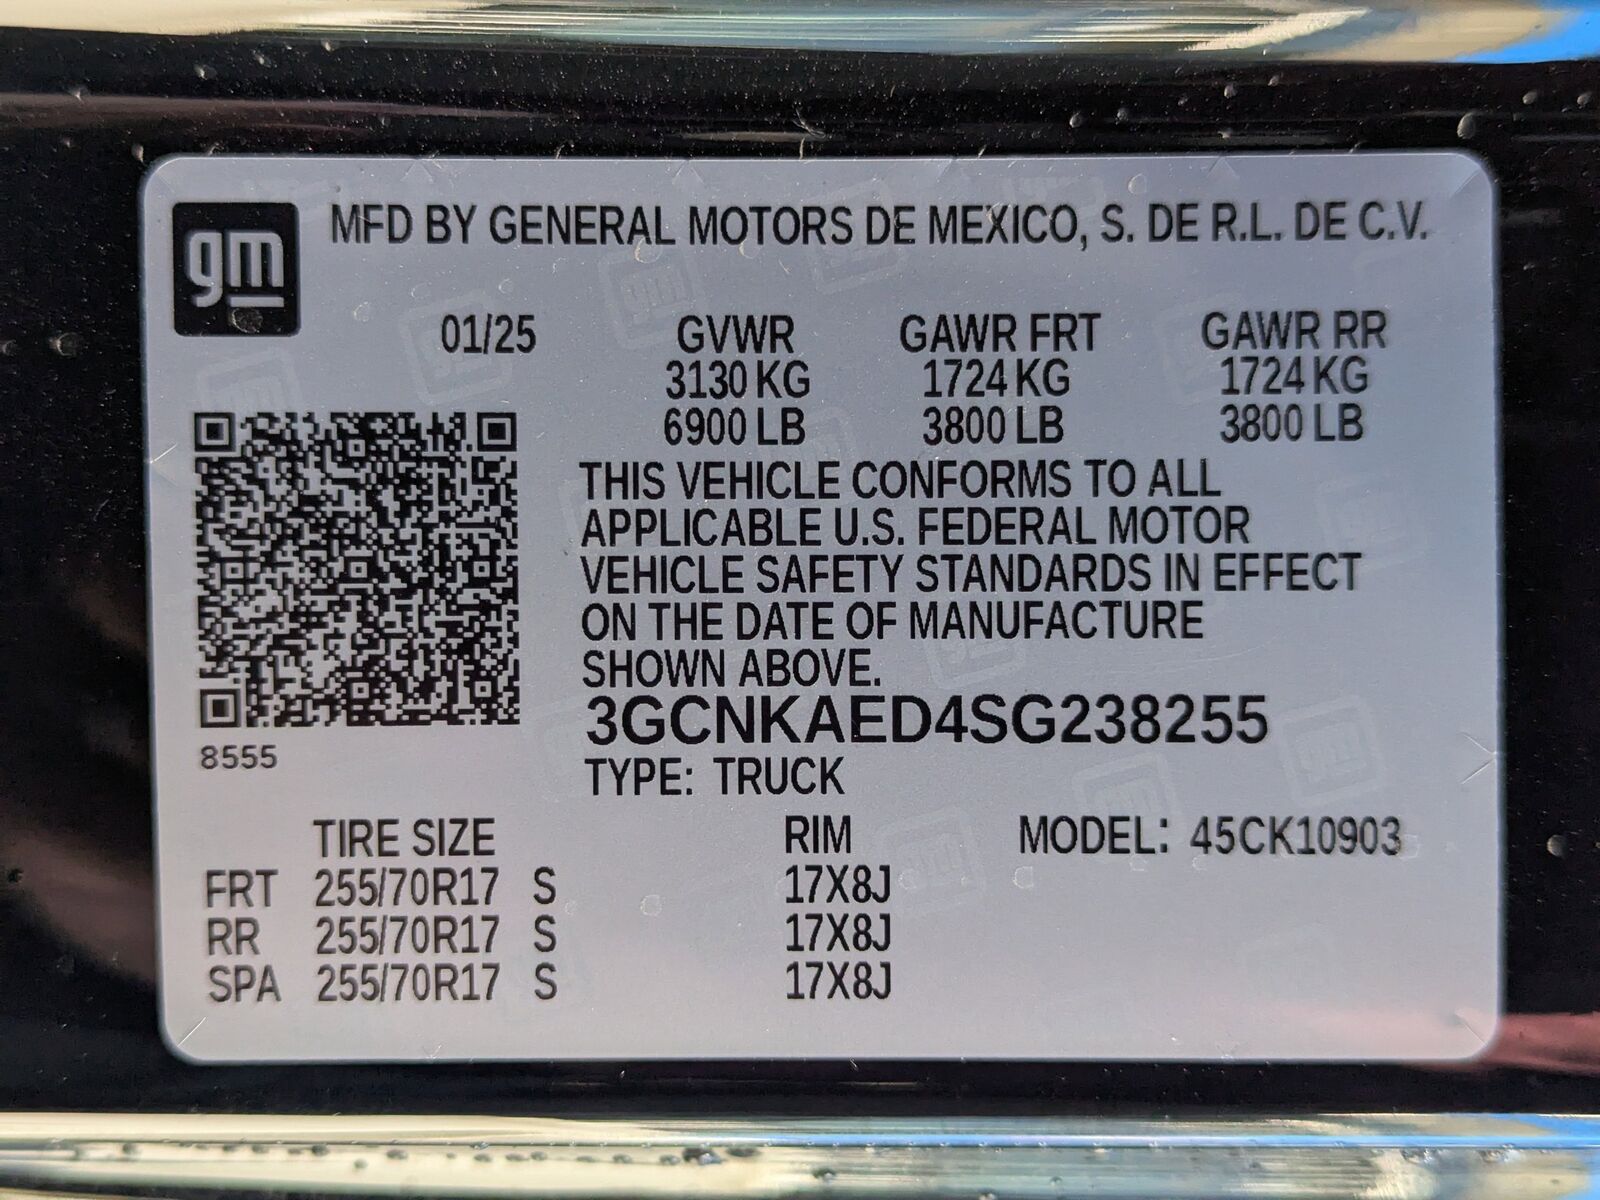 gm
MFD BY GENERAL MOTORS DE MEXICO, S. DE R.L. DE C.V.
01/25 GVWR GAWR FRT GAWR RR
3130 KG 1724 KG 1724 KG
6900 LB 3800 LB 3800 LB
THIS VEHICLE CONFORMS TO ALL
APPLICABLE U.S. FEDERAL MOTOR
VEHICLE SAFETY STANDARDS IN EFFECT
ON THE DATE OF MANUFACTURE
SHOWN ABOVE.
3GCNKAED4SG238255
8555
TYPE: TRUCK
TIRE SIZE RIM MODEL: 45CK10903
FRT 255/70R17 S 17X8J
RR 255/70R17 S 17X8J
SPA 255/70R17 S 17X8J